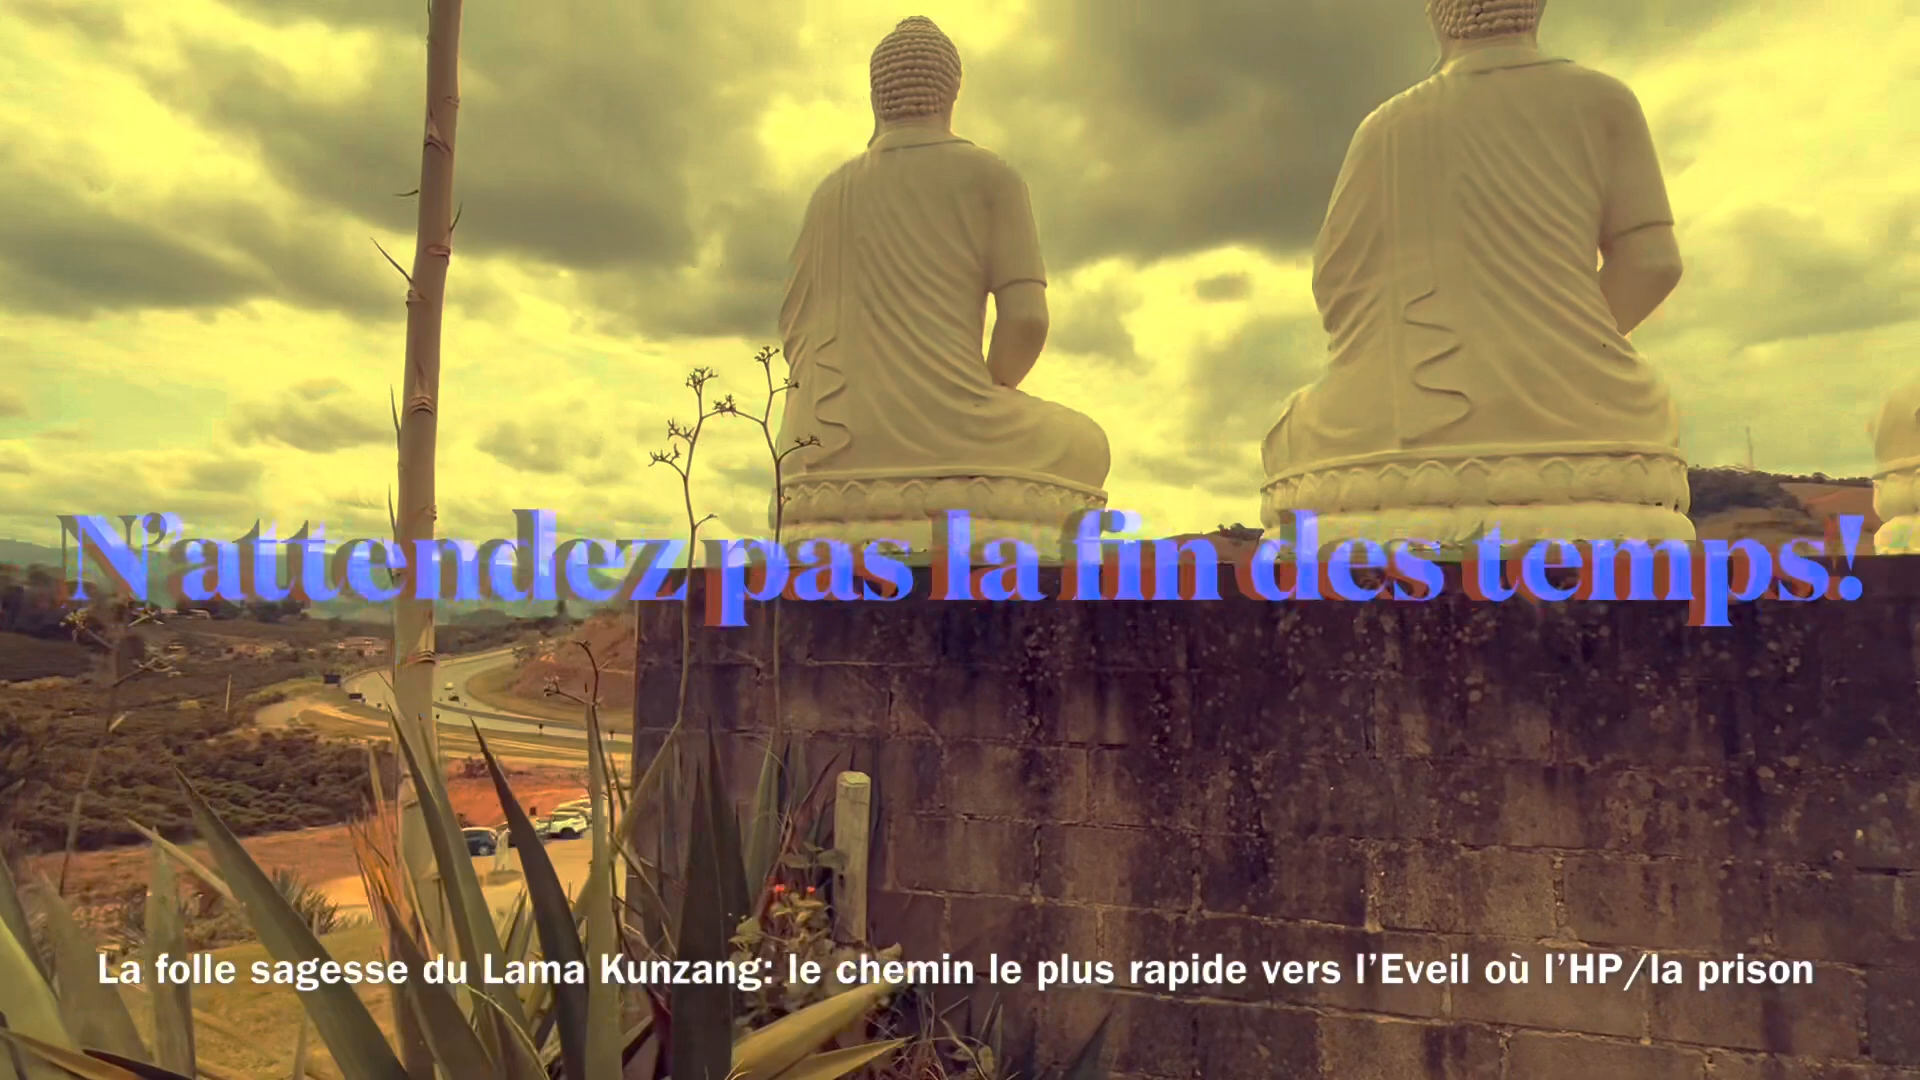 N'attendez pas la fin des temps!
La folle sagesse du Lama Kunzang: le chemin le plus rapide vers l'Eveil où l'HP/la prison